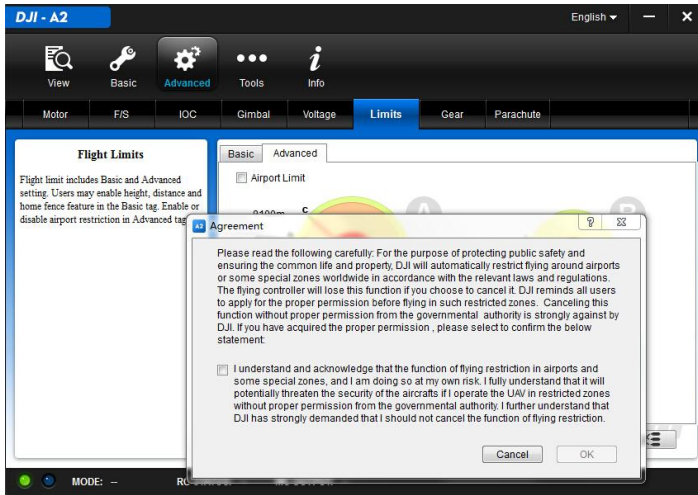 DJI - A2
English
View
Basic
Advanced
Tools
Info
Motor
F/S
IOC
Gimbal
Voltage
Limits
Gear
Parachute
Flight Limits
Flight limit includes Basic and Advanced
setting. Users may enable height, distance and
home fence feature in the Basic tag. Enable or
disable airport restriction in Advanced tag
Basic
Advanced
Airport Limit
C
A
B
A2
Agreement
Please read the following carefully: For the purpose of protecting public safety and
ensuring the common life and property, DJI will automatically restrict flying around airports
or some special zones worldwide in accordance with the relevant laws and regulations.
The flying controller will lose this function if you choose to cancel it. DJI reminds all users
to apply for the proper permission before flying in such restricted zones. Canceling this
function without proper permission from the governmental authority is strongly against by
DJI. If you have acquired the proper permission , please select to confirm the below
statement:
I understand and acknowledge that the function of flying restriction in airports and
some special zones, and I am doing so at my own risk. I fully understand that it will
potentially threaten the security of the aircrafts if I operate the UAV in restricted zones
without proper permission from the governmental authority. I further understand that
DJI has strongly demanded that I should not cancel the function of flying restriction.
Cancel
OK
MODE: --